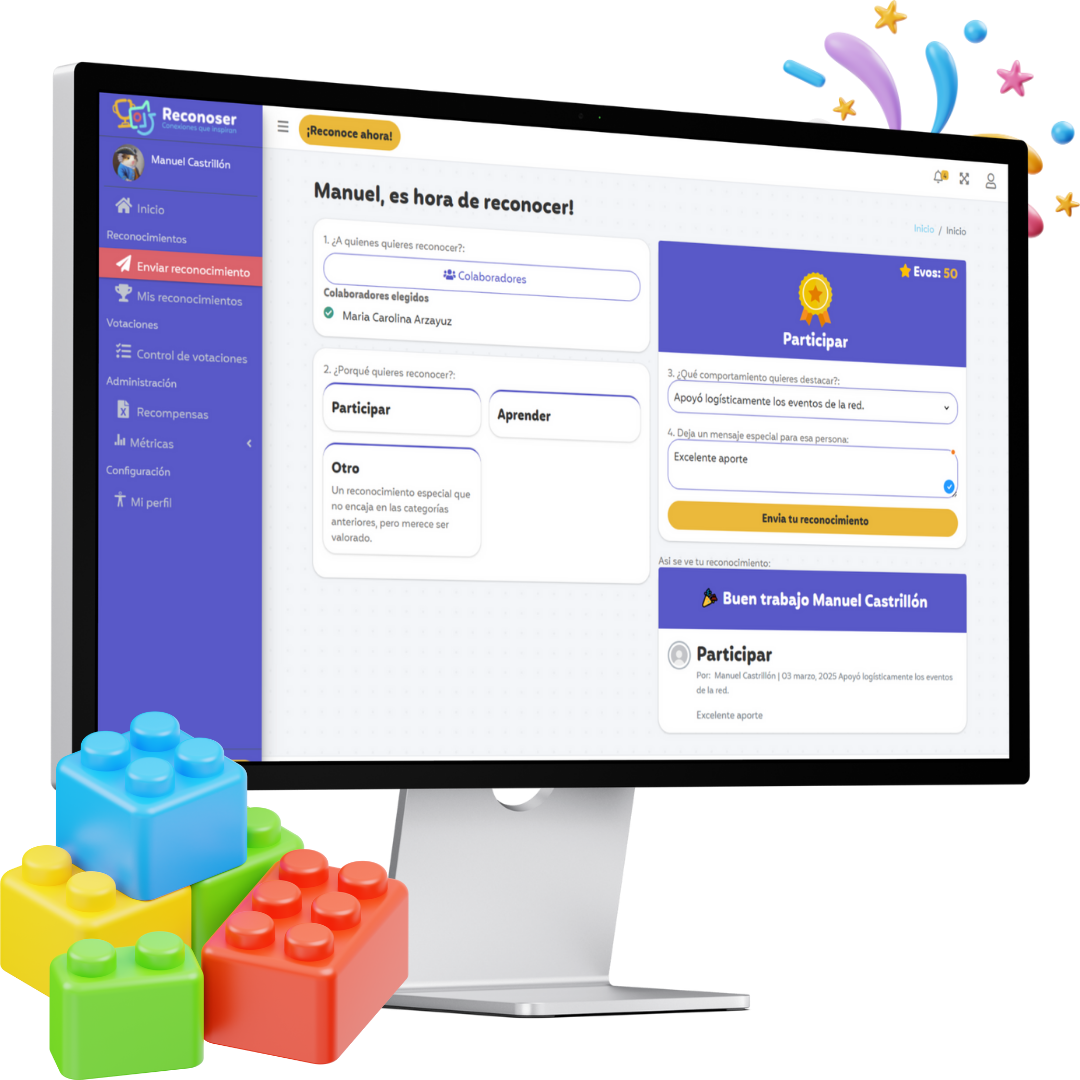 Reconoser
Conexiones que inspiran
Manuel Castrillón
Inicio
Reconocimientos
Enviar reconocimiento
Mis reconocimientos
Votaciones
Control de votaciones
Administración
Recompensas
Métricas
Configuración
Mi perfil
¡Reconoce ahora!
Manuel, es hora de reconocer!
Inicio / Inicio
1. ¿A quienes quieres reconocer?:
Colaboradores
Colaboradores elegidos
Maria Carolina Arzayuz
2. ¿Porqué quieres reconocer?:
Participar
Aprender
Otro
Un reconocimiento especial que
no encaja en las categorías
anteriores, pero merece ser
valorado.
Evos: 50
Participar
3. ¿Qué comportamiento quieres destacar?:
Apoyó logísticamente los eventos de la red.
4. Deja un mensaje especial para esa persona:
Excelente aporte
Envia tu reconocimiento
Asi se ve tu reconocimiento:
Buen trabajo Manuel Castrillón
Participar
Por: Manuel Castrillón | 03 marzo, 2025 Apoyó logísticamente los eventos
de la red.
Excelente aporte